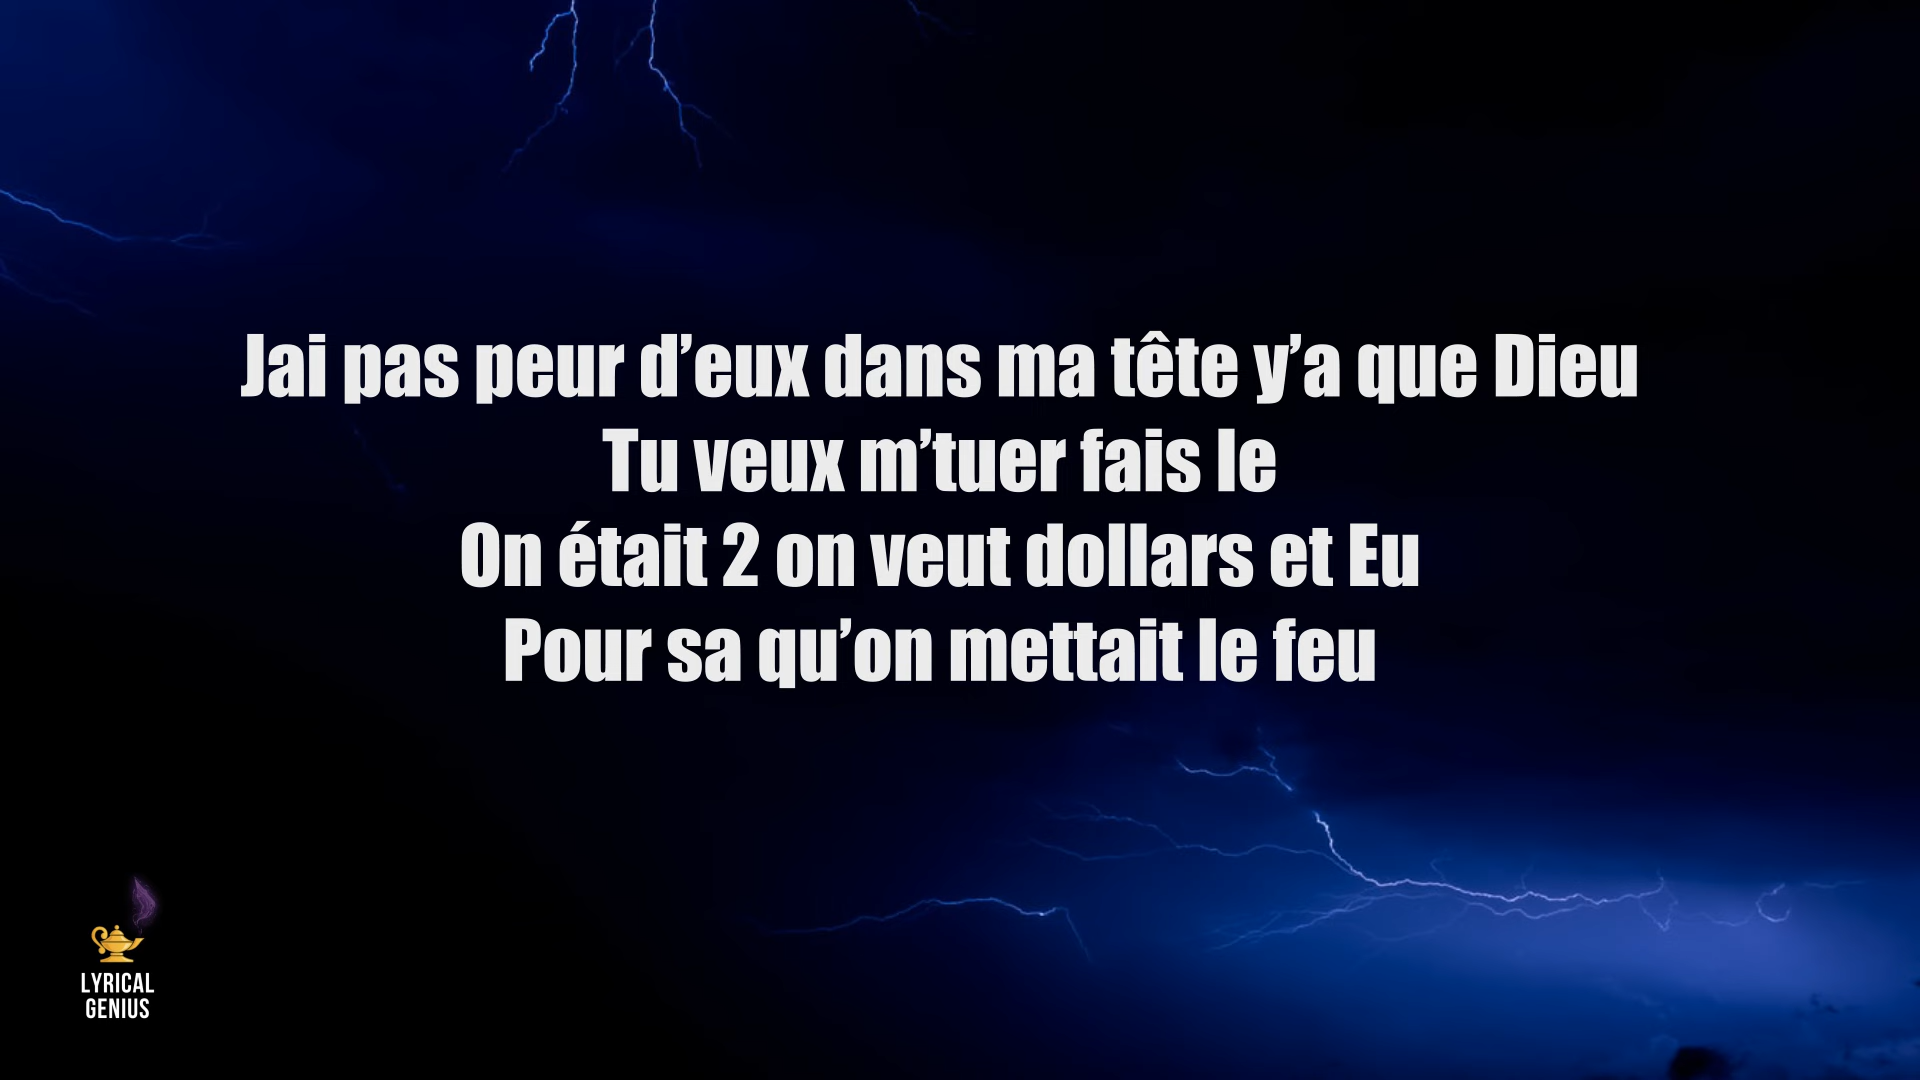 Jai pas peur d’eux dans ma tête y’a que Dieu
Tu veux m’tuer fais le
On était 2 on veut dollars et Eu
Pour sa qu’on mettait le feu
LYRICAL
GENIUS